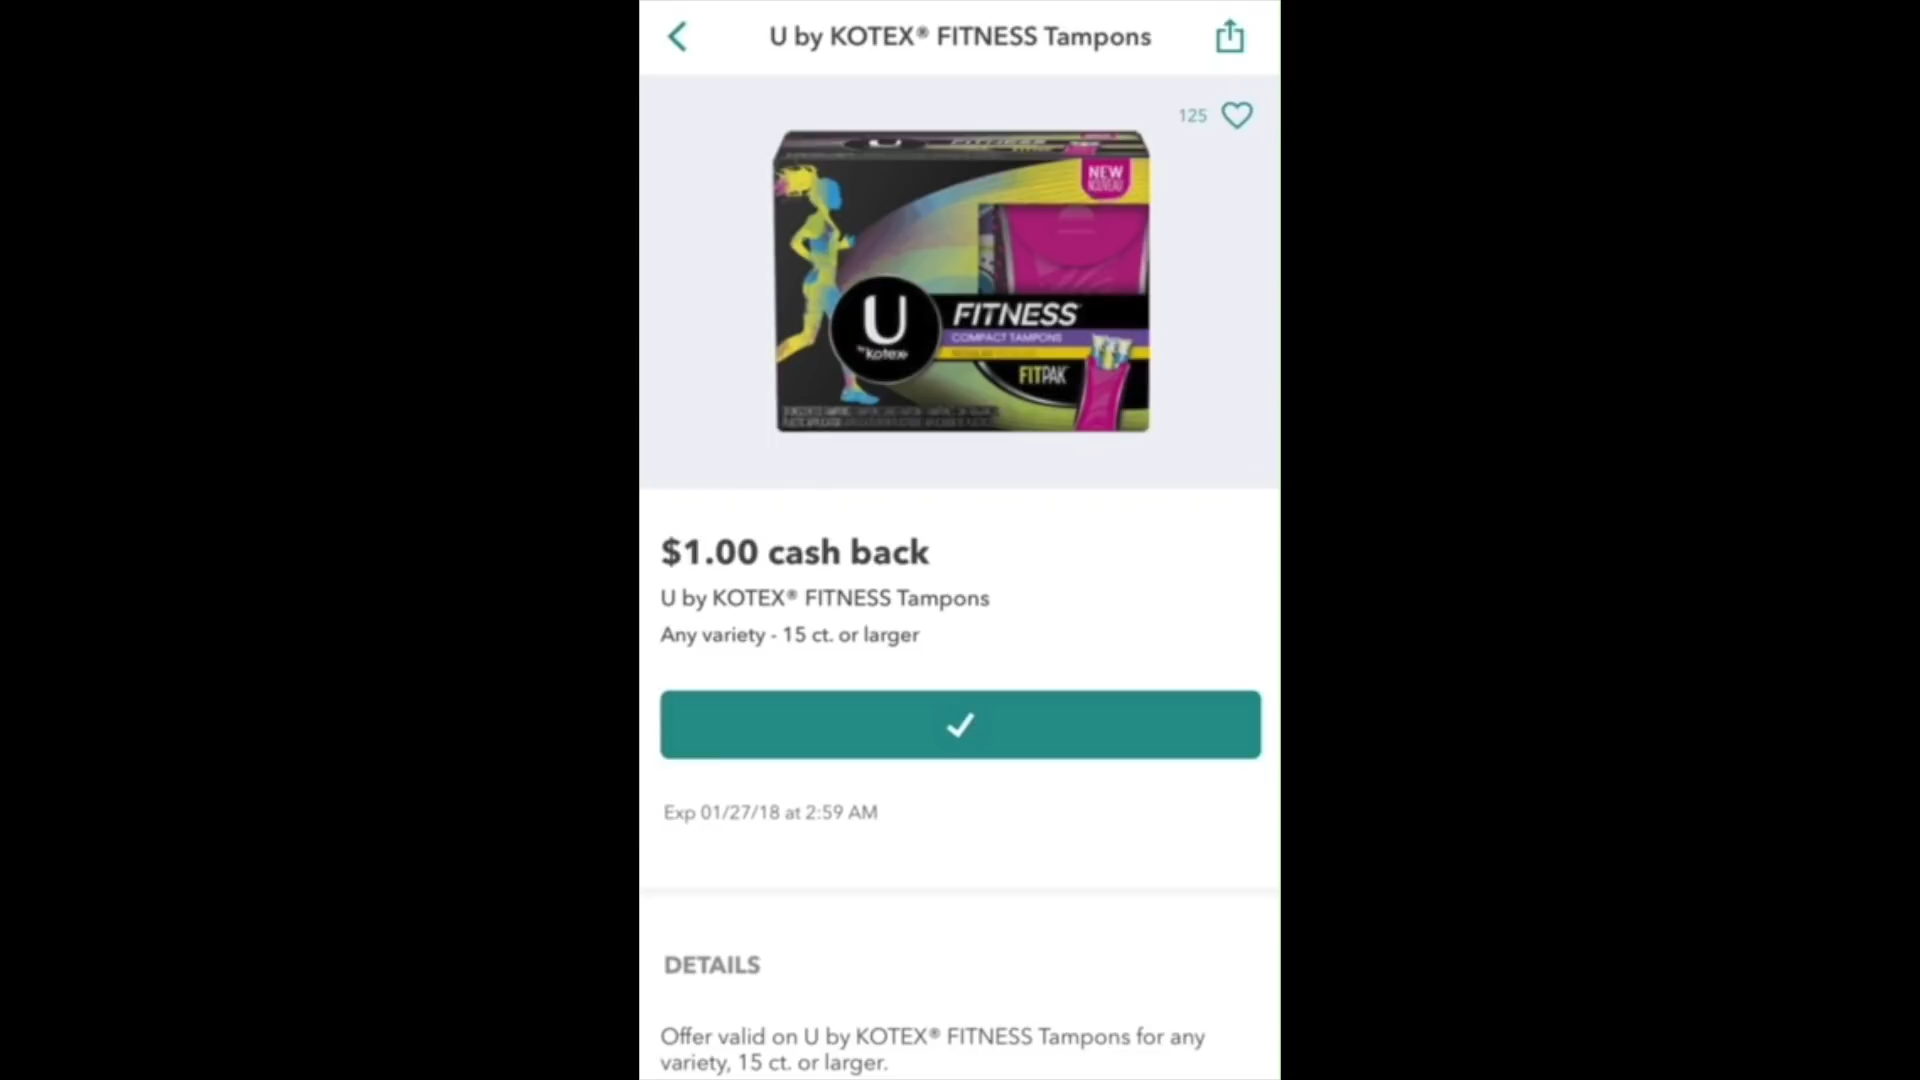 U by KOTEX® FITNESS Tampons
125
NEW
NOUVEAU
U
by Kotex
FITNESS
COMPACT TAMPONS
FITPAK
$1.00 cash back
U by KOTEX® FITNESS Tampons
Any variety - 15 ct. or larger
Exp 01/27/18 at 2:59 AM
DETAILS
Offer valid on U by KOTEX® FITNESS Tampons for any
variety, 15 ct. or larger.